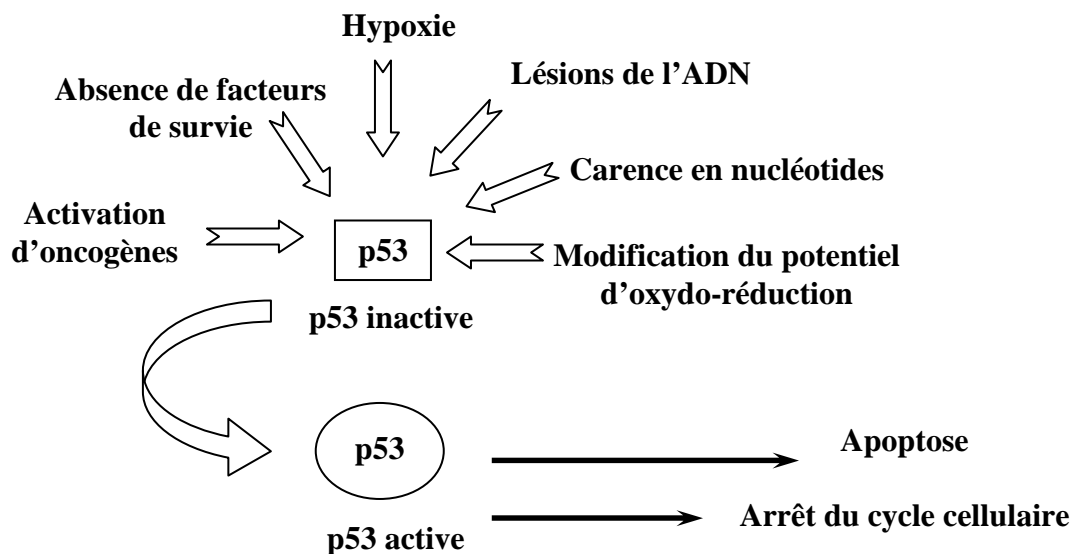 Hypoxie
Lésions de l’ADN
Absence de facteurs
de survie
Carence en nucléotides
Activation
d’oncogènes
p53
Modification du potentiel
d’oxydo-réduction
p53 inactive
p53
Apoptose
p53 active
Arrêt du cycle cellulaire